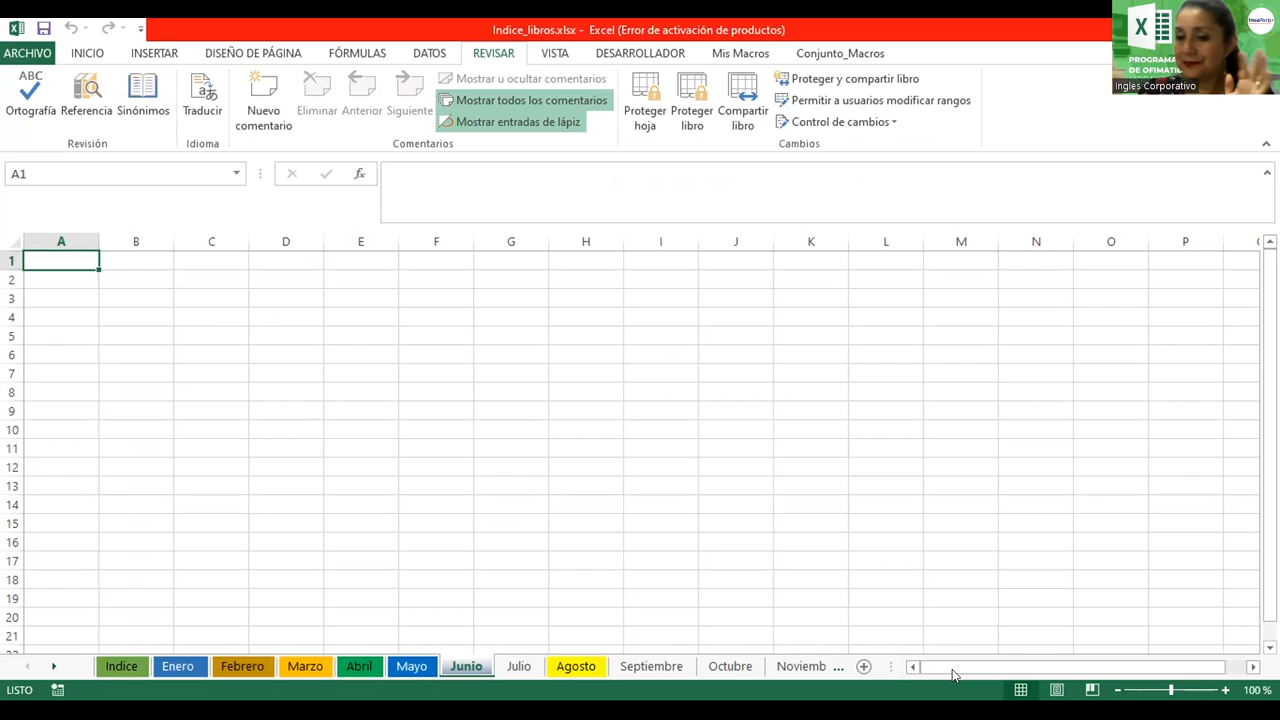 Indice_libros.xlsx - Excel (Error de activación de productos)
ARCHIVO INICIO INSERTAR DISEÑO DE PÁGINA FÓRMULAS DATOS REVISAR VISTA DESARROLLADOR Mis Macros Conjunto_Macros
PROGRAMA
DE OFIMÁTI
Insaforp
Ingles Corporativo
ABC
Ortografía Referencia Sinónimos
Revisión
Traducir
Idioma
Nuevo comentario
Eliminar Anterior Siguiente
Mostrar u ocultar comentarios
Mostrar todos los comentarios
Mostrar entradas de lápiz
Comentarios
Proteger hoja
Proteger libro
Compartir libro
Proteger y compartir libro
Permitir a usuarios modificar rangos
Control de cambios
Cambios
A1
fx
A B C D E F G H I J K L M N O P
1
2
3
4
5
6
7
8
9
10
11
12
13
14
15
16
17
18
19
20
21
Indice Enero Febrero Marzo Abril Mayo Junio Julio Agosto Septiembre Octubre Noviemb ...
LISTO
100 %